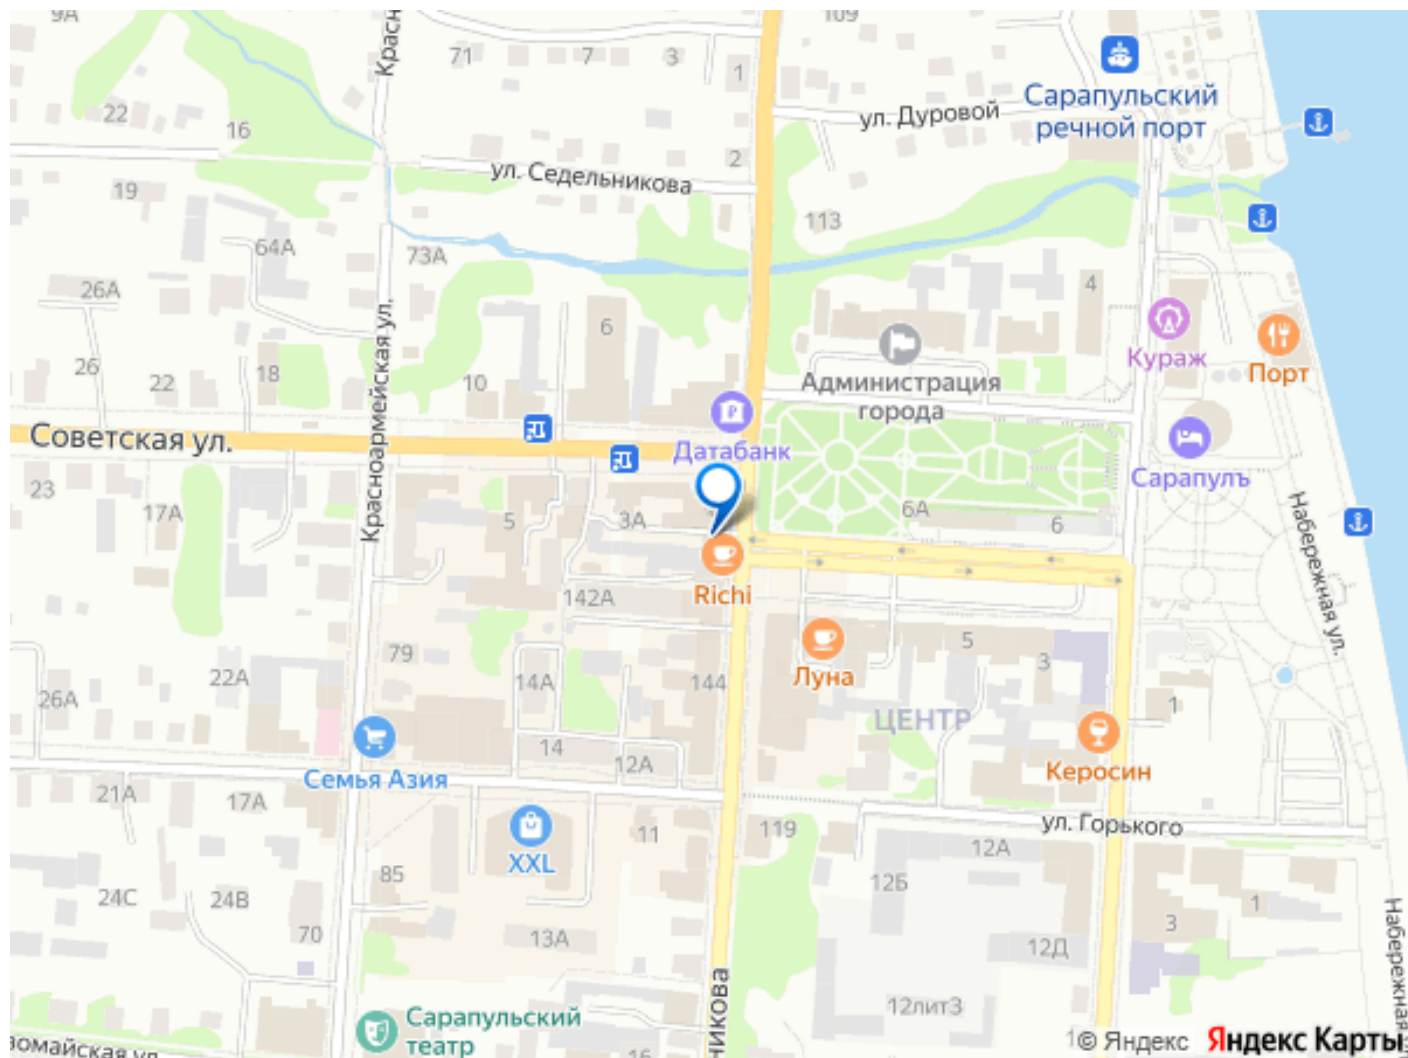 9А
109
Красн
71
7
3
1
Сарапульский
речной порт
22
16
ул. Дуровой
2
ул. Седельникова
19
113
64А
73А
26А
4
6
Красноармейская ул.
Кураж
Порт
26
22
18
10
Администрация
города
Советская ул.
Датабанк
Сарапулъ
23
17А
5
3А
6А
6
Набережная ул.
Richi
142А
79
5
3
Луна
22А
14А
144
26А
1
ЦЕНТР
14
12А
Керосин
Семья Азия
21А
17А
11
119
ул. Горького
XXL
12А
85
12Б
24С
24В
1
70
13А
3
12Д
Набережная
никова
12лит3
Сарапульский
театр
16
1
омайская ул.
© Яндекс Яндекс Карты